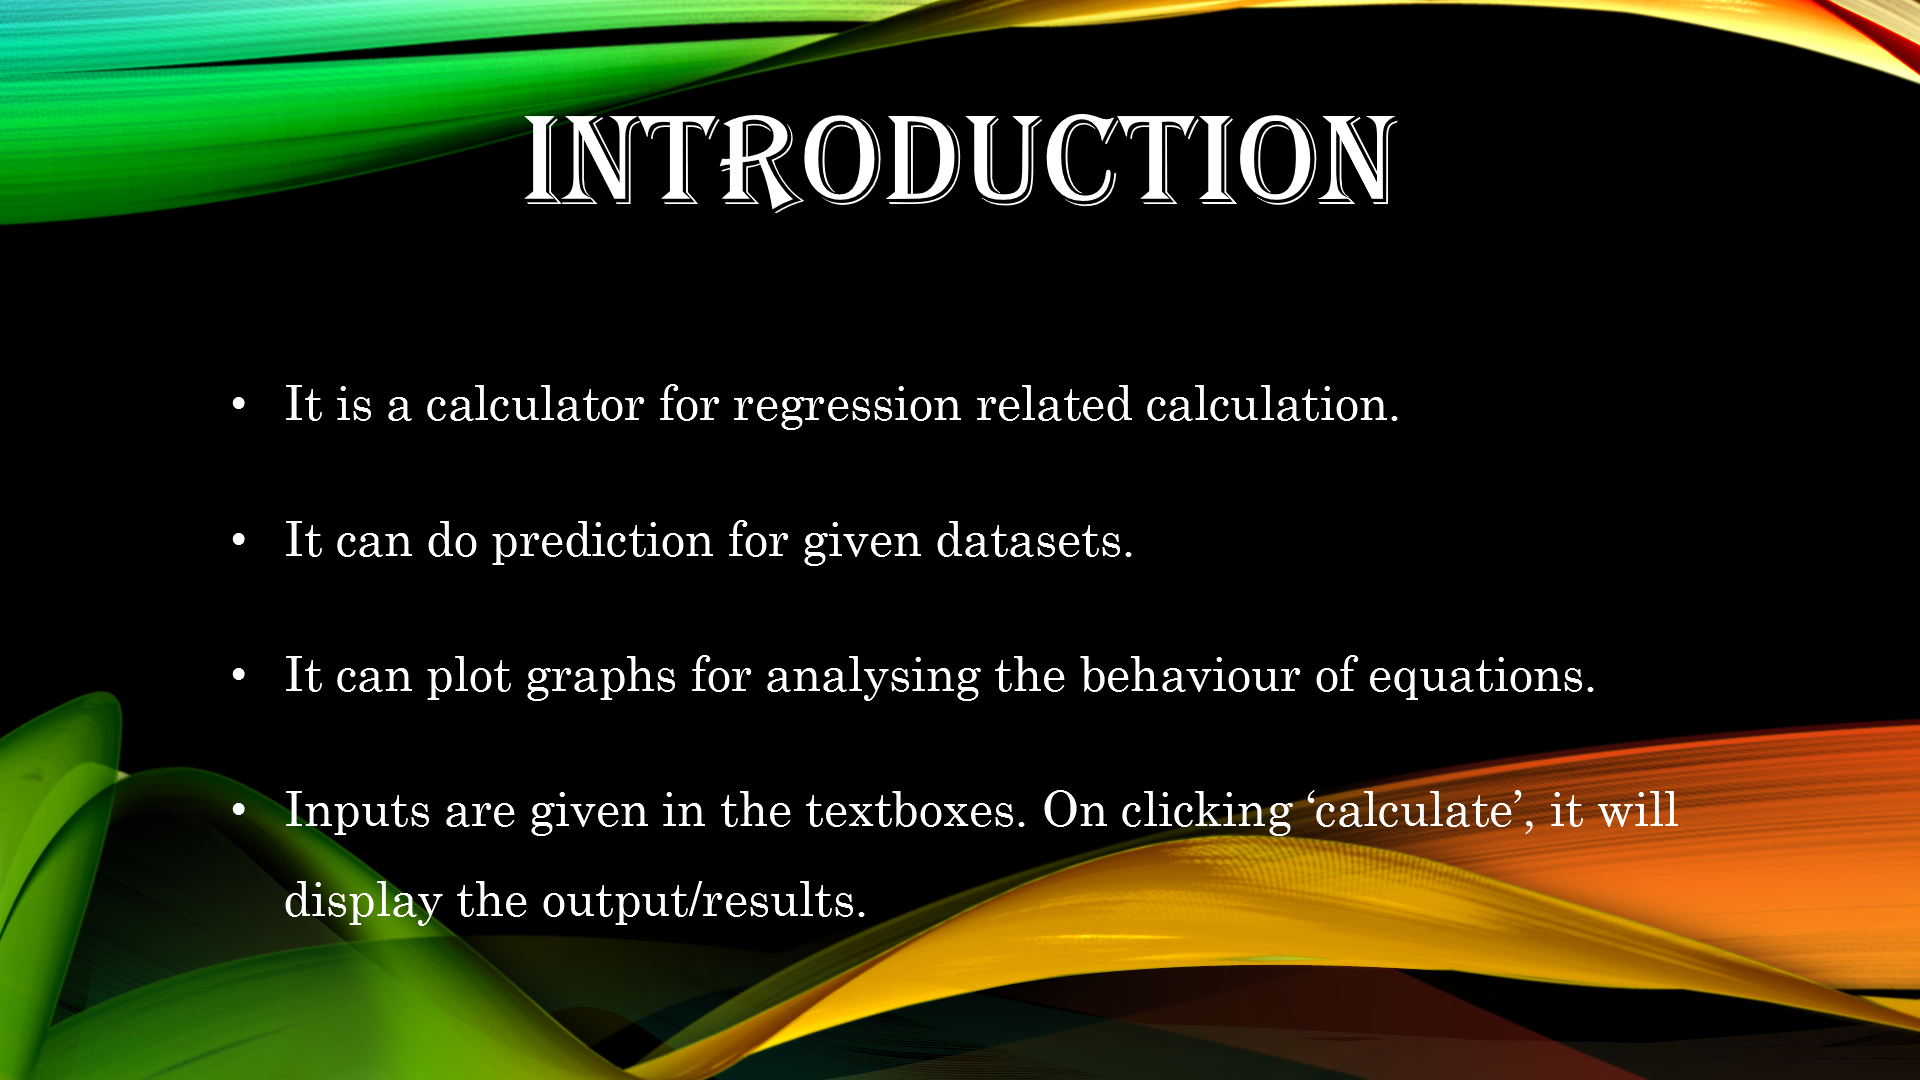 INTRODUCTION
• It is a calculator for regression related calculation.
• It can do prediction for given datasets.
• It can plot graphs for analysing the behaviour of equations.
• Inputs are given in the textboxes. On clicking ‘calculate’, it will
display the output/results.